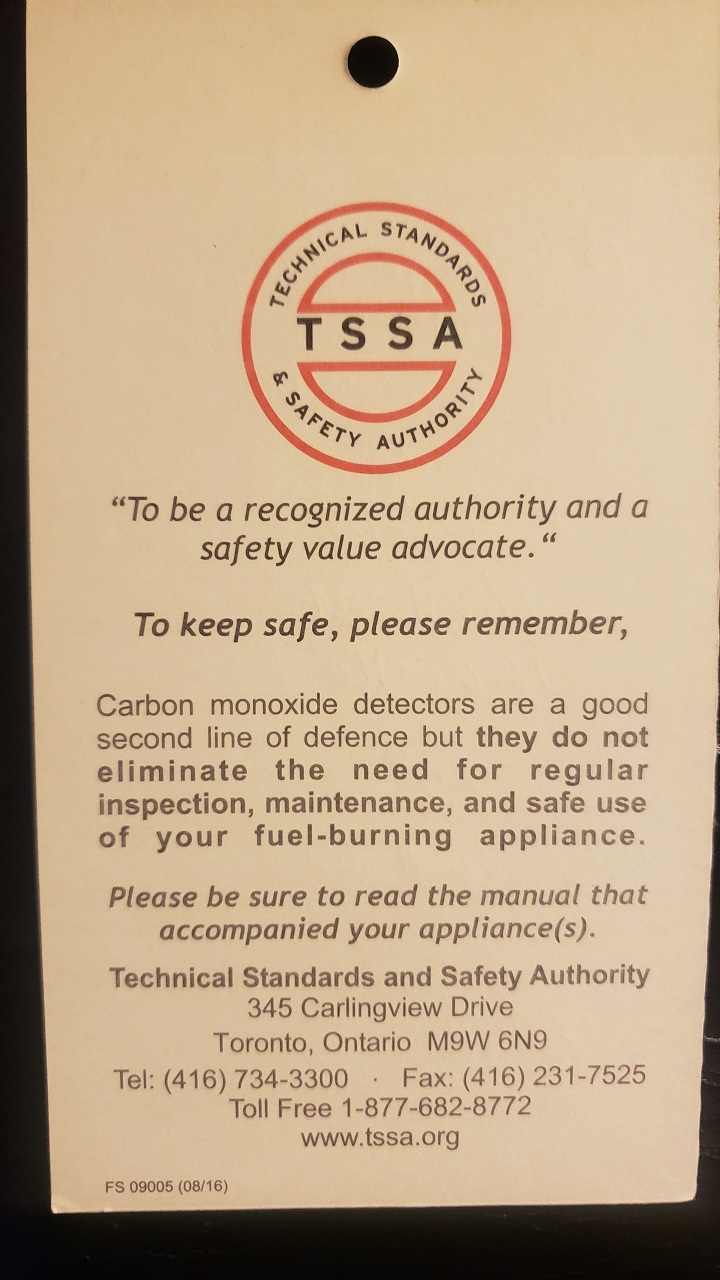 TECHNICAL STANDARDS
TSSA
& SAFETY AUTHORITY
“To be a recognized authority and a
safety value advocate.“
To keep safe, please remember,
Carbon monoxide detectors are a good
second line of defence but they do not
eliminate the need for regular
inspection, maintenance, and safe use
of your fuel-burning appliance.
Please be sure to read the manual that
accompanied your appliance(s).
Technical Standards and Safety Authority
345 Carlingview Drive
Toronto, Ontario M9W 6N9
Tel: (416) 734-3300 · Fax: (416) 231-7525
Toll Free 1-877-682-8772
www.tssa.org
FS 09005 (08/16)